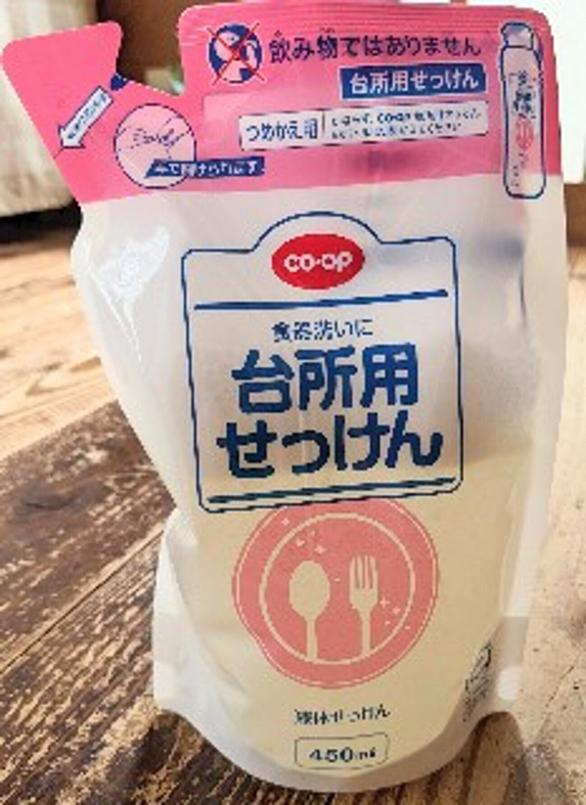 飲み物ではありません
台所用せっけん
つめかえ用
手で開けられます
co・op
食器洗いに
台所用
せっけん
液体せっけん
450ml